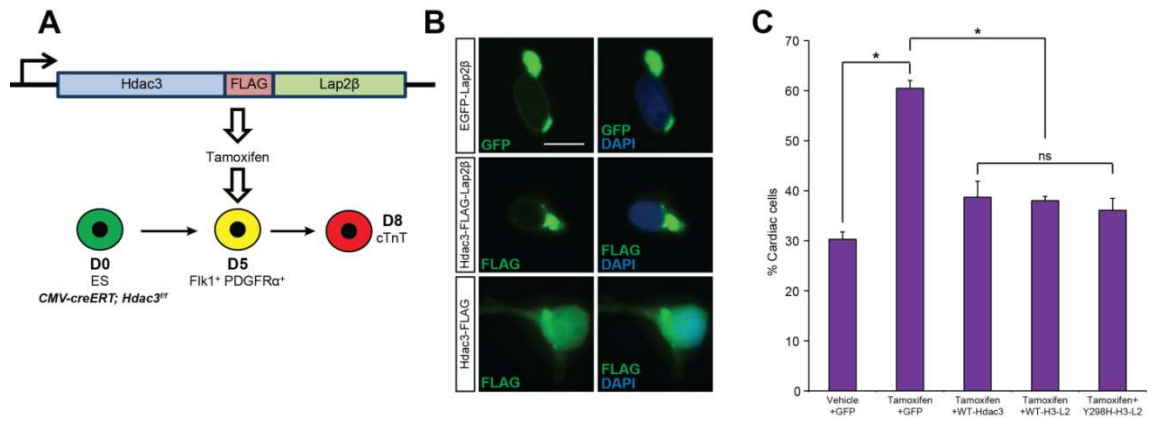 A
Hdac3 FLAG Lap2β
Tamoxifen
D0
ES
CMV-creERT; Hdac3f/f
D5
Flk1+ PDGFRα+
D8
cTnT
B
EGFP-Lap2β
GFP
GFP
DAPI
Hdac3-FLAG-Lap2β
FLAG
FLAG
DAPI
Hdac3-FLAG
FLAG
FLAG
DAPI
C
% Cardiac cells
70
60
50
40
30
20
10
0
*
*
ns
Vehicle
+GFP
Tamoxifen
+GFP
Tamoxifen
+WT-Hdac3
Tamoxifen
+WT-H3-L2
Tamoxifen+
Y298H-H3-L2